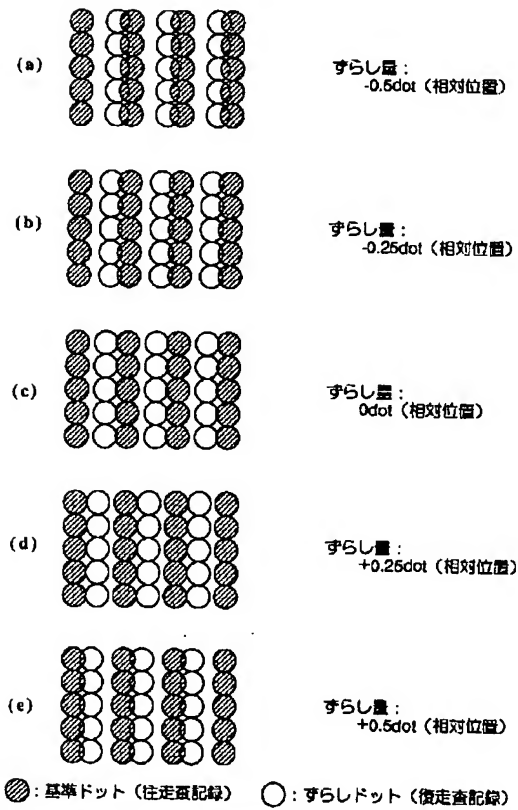 (a)
ずらし量：
-0.5dot（相対位置）
(b)
ずらし量：
-0.25dot（相対位置）
(c)
ずらし量：
0dot（相対位置）
(d)
ずらし量：
+0.25dot（相対位置）
(e)
ずらし量：
+0.5dot（相対位置）
：基準ドット（往走査記録） ：ずらしドット（復走査記録）